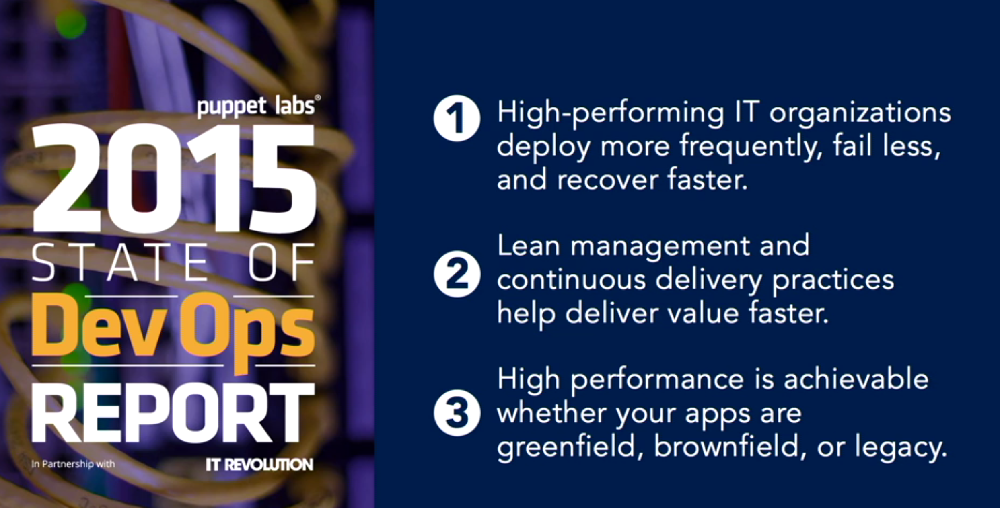 puppet labs®
2015
STATE OF
DevOps
REPORT
In Partnership with
IT REVOLUTION
1
High-performing IT organizations
deploy more frequently, fail less,
and recover faster.
2
Lean management and
continuous delivery practices
help deliver value faster.
3
High performance is achievable
whether your apps are
greenfield, brownfield, or legacy.